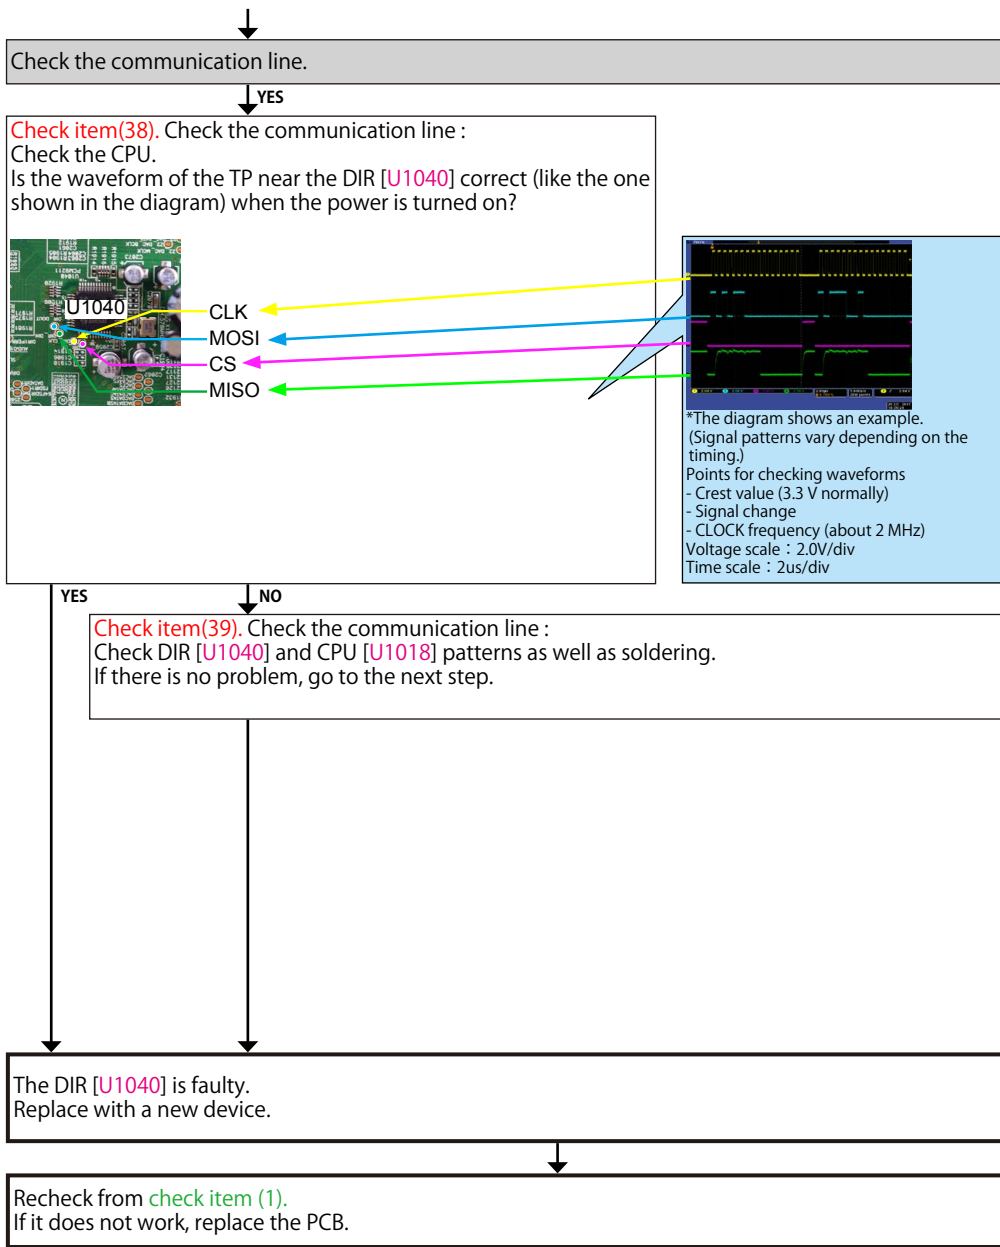 Check the communication line.
YES
Check item(38). Check the communication line :
Check the CPU.
Is the waveform of the TP near the DIR [U1040] correct (like the one
shown in the diagram) when the power is turned on?
U1040
CLK
MOSI
CS
MISO
*The diagram shows an example.
(Signal patterns vary depending on the
timing.)
Points for checking waveforms
- Crest value (3.3 V normally)
- Signal change
- CLOCK frequency (about 2 MHz)
Voltage scale：2.0V/div
Time scale：2us/div
YES
NO
Check item(39). Check the communication line :
Check DIR [U1040] and CPU [U1018] patterns as well as soldering.
If there is no problem, go to the next step.
The DIR [U1040] is faulty.
Replace with a new device.
Recheck from check item (1).
If it does not work, replace the PCB.